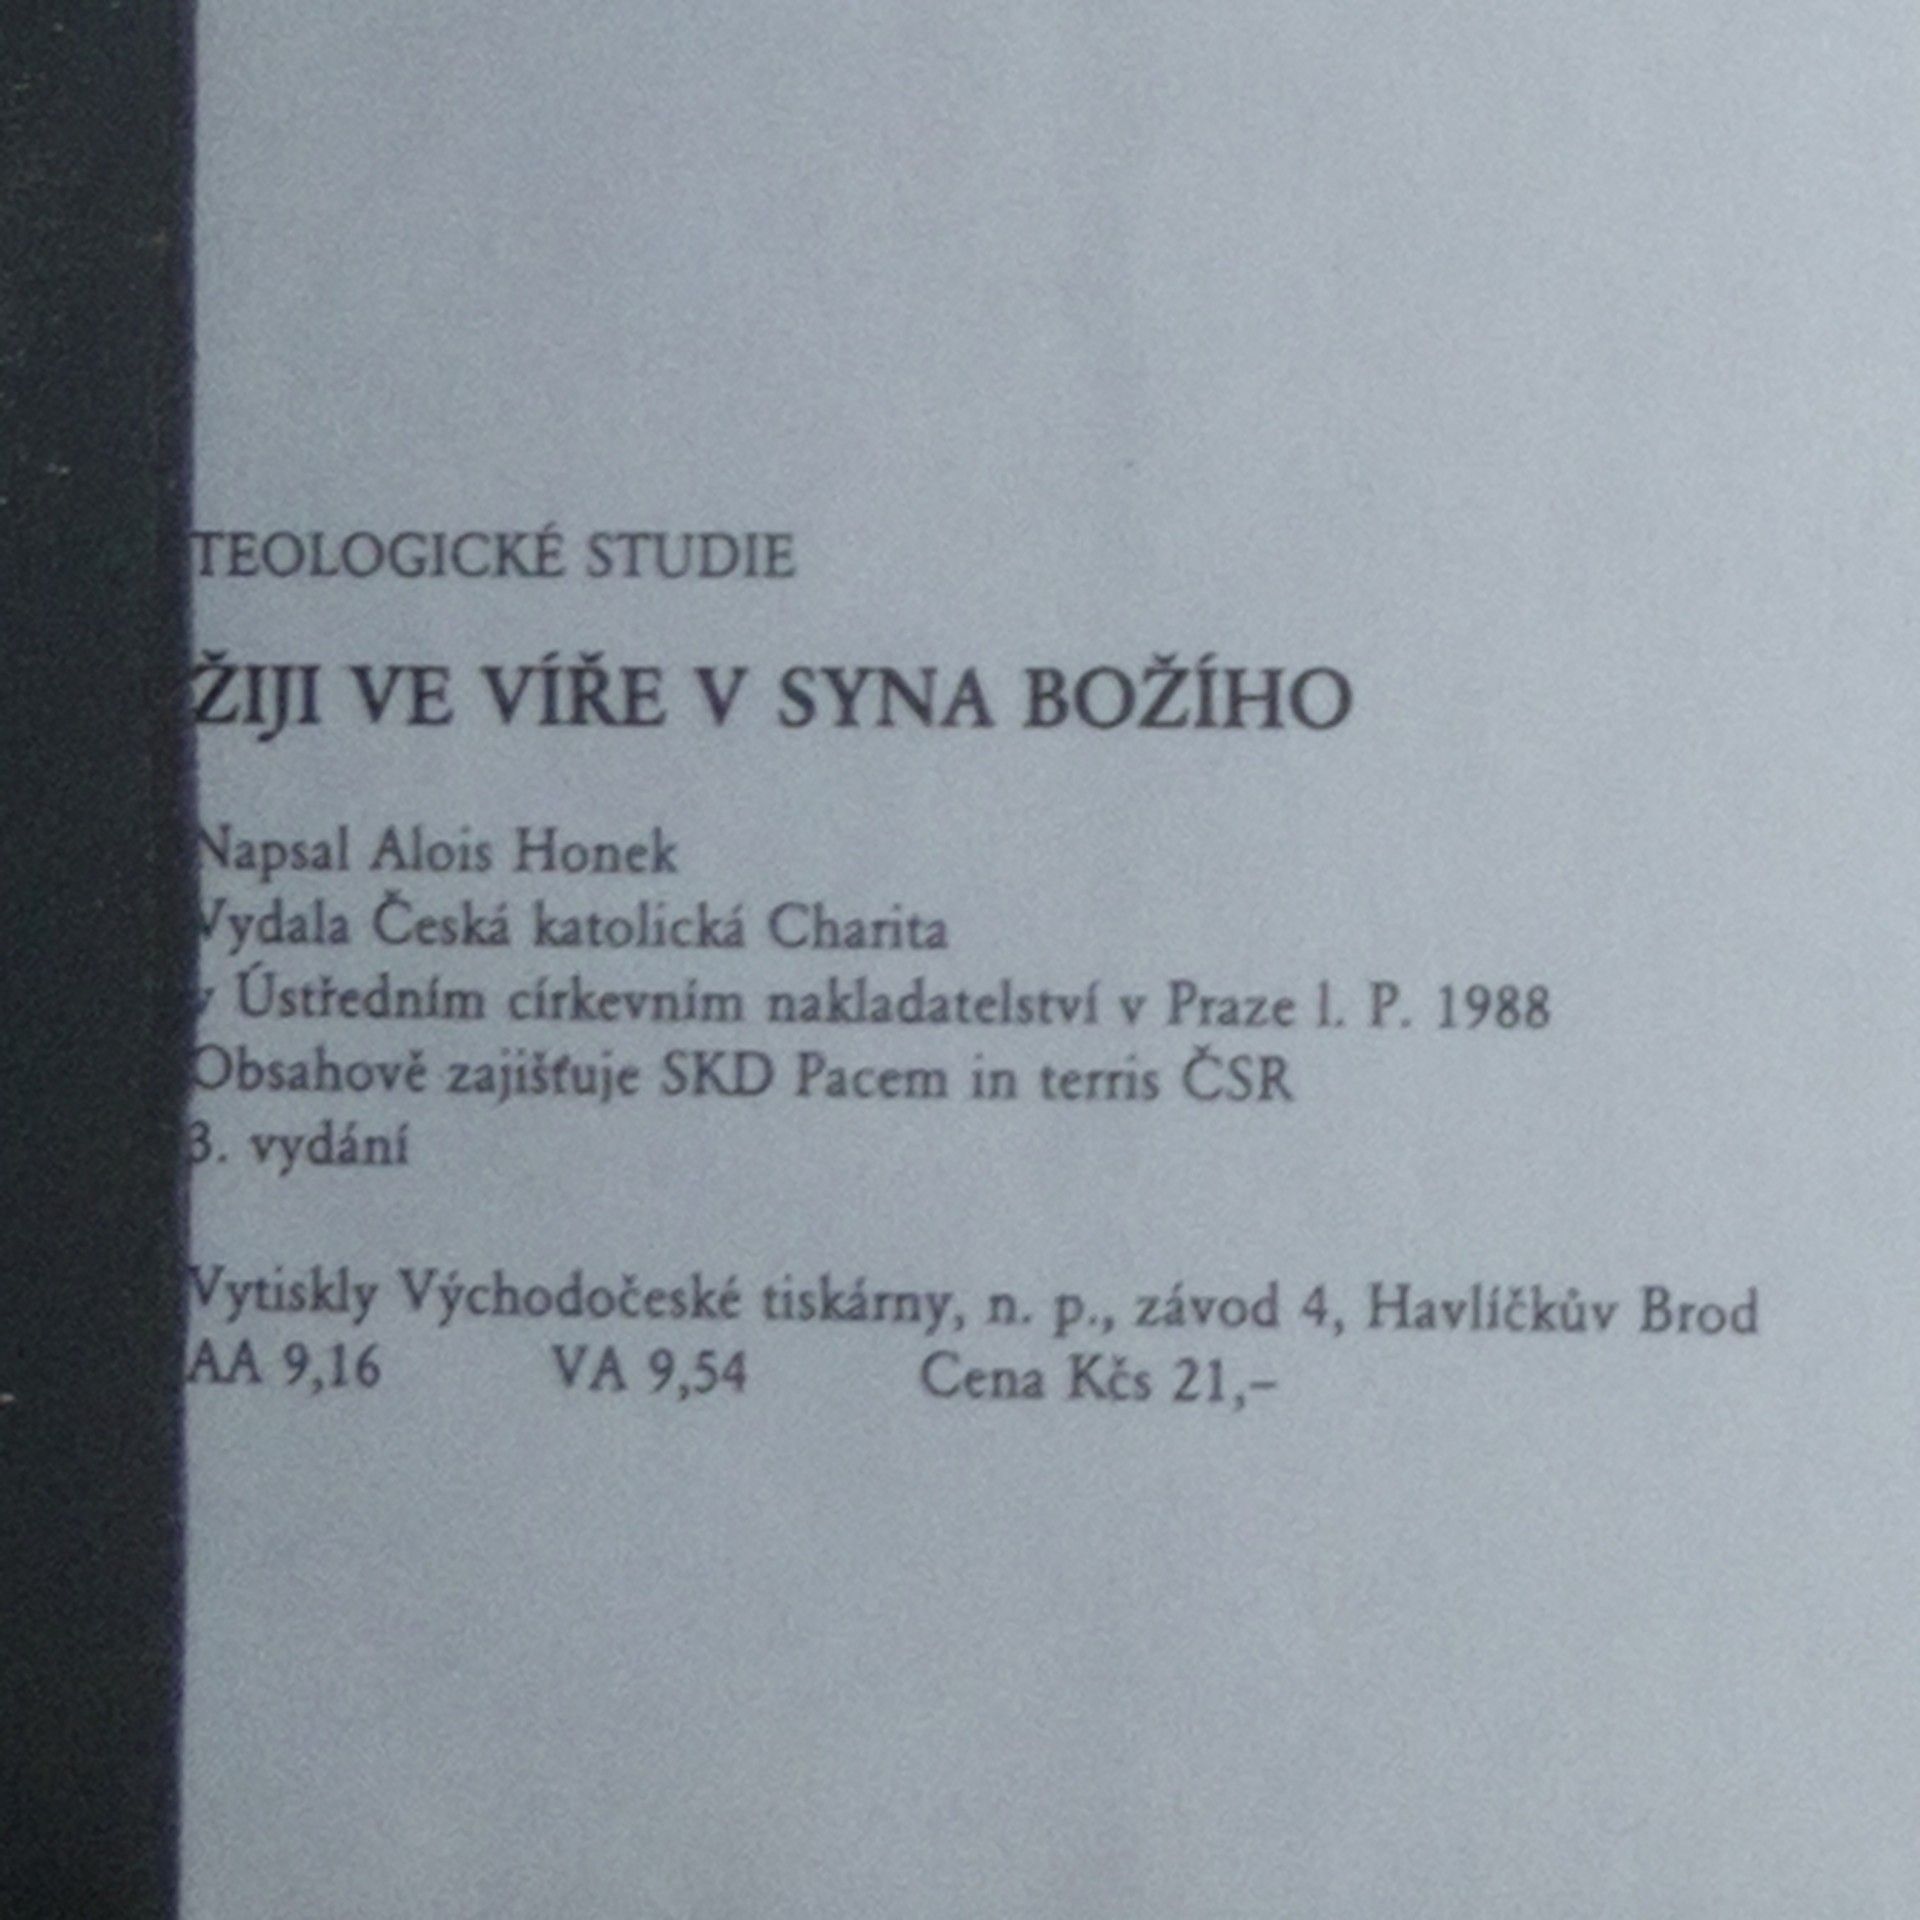 TEOLOGICKÉ STUDIE
ŽIJI VE VÍŘE V SYNA BOŽÍHO
Napsal Alois Honek
Vydala Česká katolická Charita
v Ústředním církevním nakladatelství v Praze l. P. 1988
Obsahově zajišťuje SKD Pacem in terris ČSR
3. vydání
Vytiskly Východočeské tiskárny, n. p., závod 4, Havlíčkův Brod
AA 9,16 VA 9,54 Cena Kčs 21,–